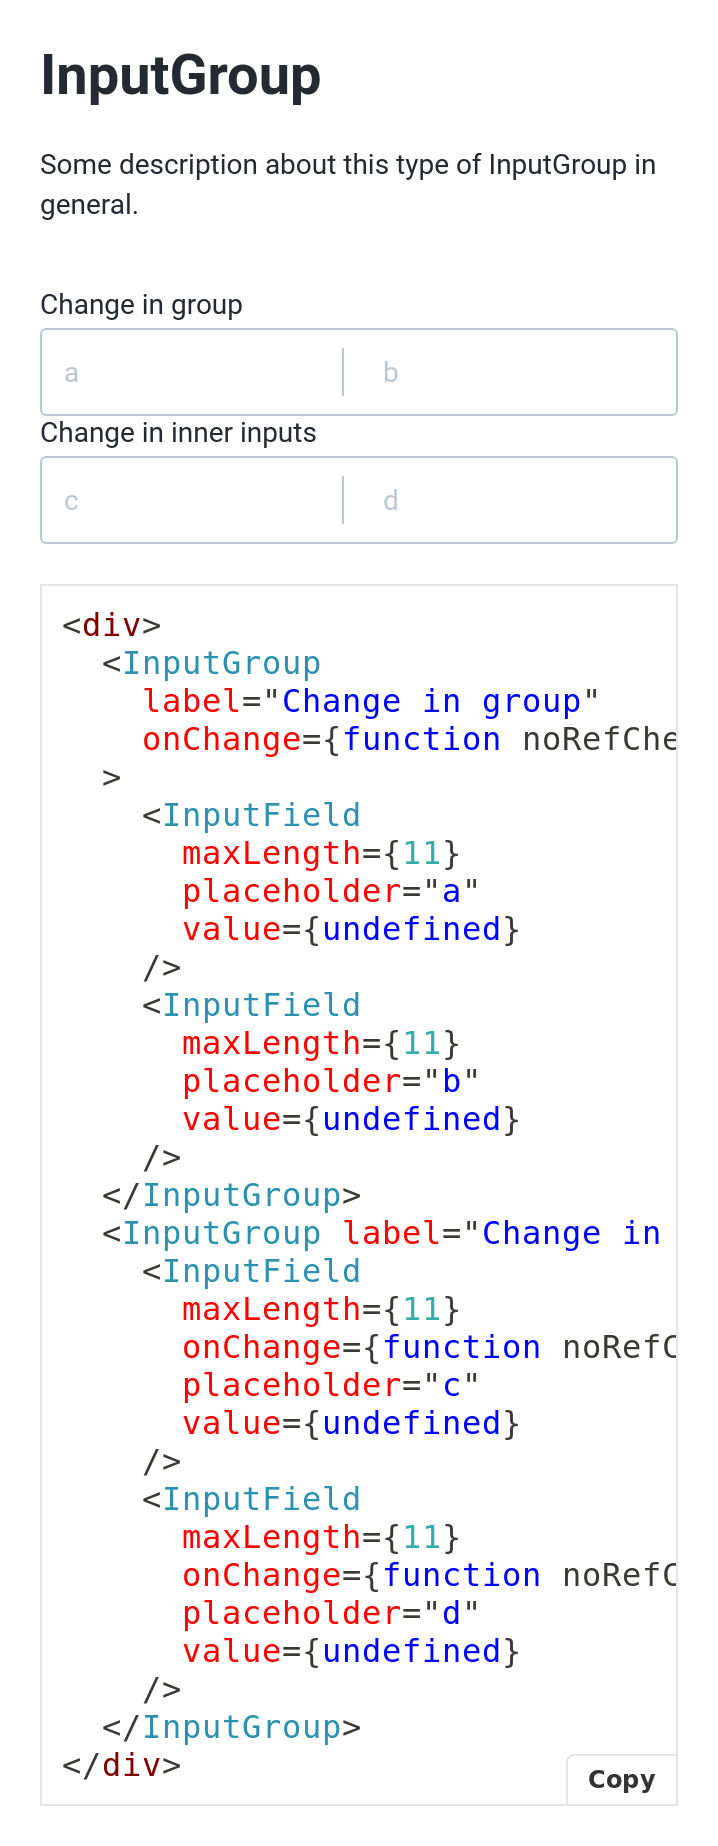 InputGroup
Some description about this type of InputGroup in
general.
Change in group
a b
Change in inner inputs
c d
<div>
  <InputGroup
    label="Change in group"
    onChange={function noRefChe
  >
    <InputField
      maxLength={11}
      placeholder="a"
      value={undefined}
    />
    <InputField
      maxLength={11}
      placeholder="b"
      value={undefined}
    />
  </InputGroup>
  <InputGroup label="Change in
    <InputField
      maxLength={11}
      onChange={function noRefC
      placeholder="c"
      value={undefined}
    />
    <InputField
      maxLength={11}
      onChange={function noRefC
      placeholder="d"
      value={undefined}
    />
  </InputGroup>
</div>
Copy